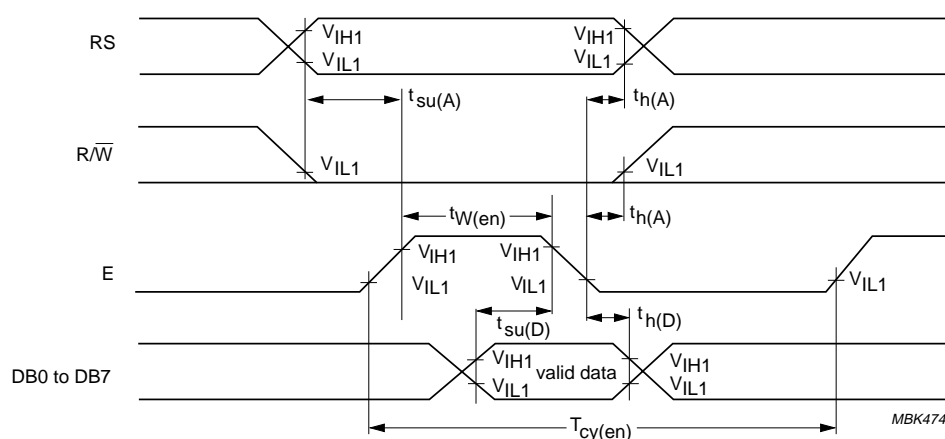 RS
VIH1
VIL1
VIH1
VIL1
tsu(A)
th(A)
R/W̅
VIL1
VIL1
tW(en)
th(A)
E
VIH1
VIL1
VIH1
VIL1
VIL1
tsu(D)
th(D)
DB0 to DB7
VIH1
VIL1
valid data
VIH1
VIL1
Tcy(en)
MBK474